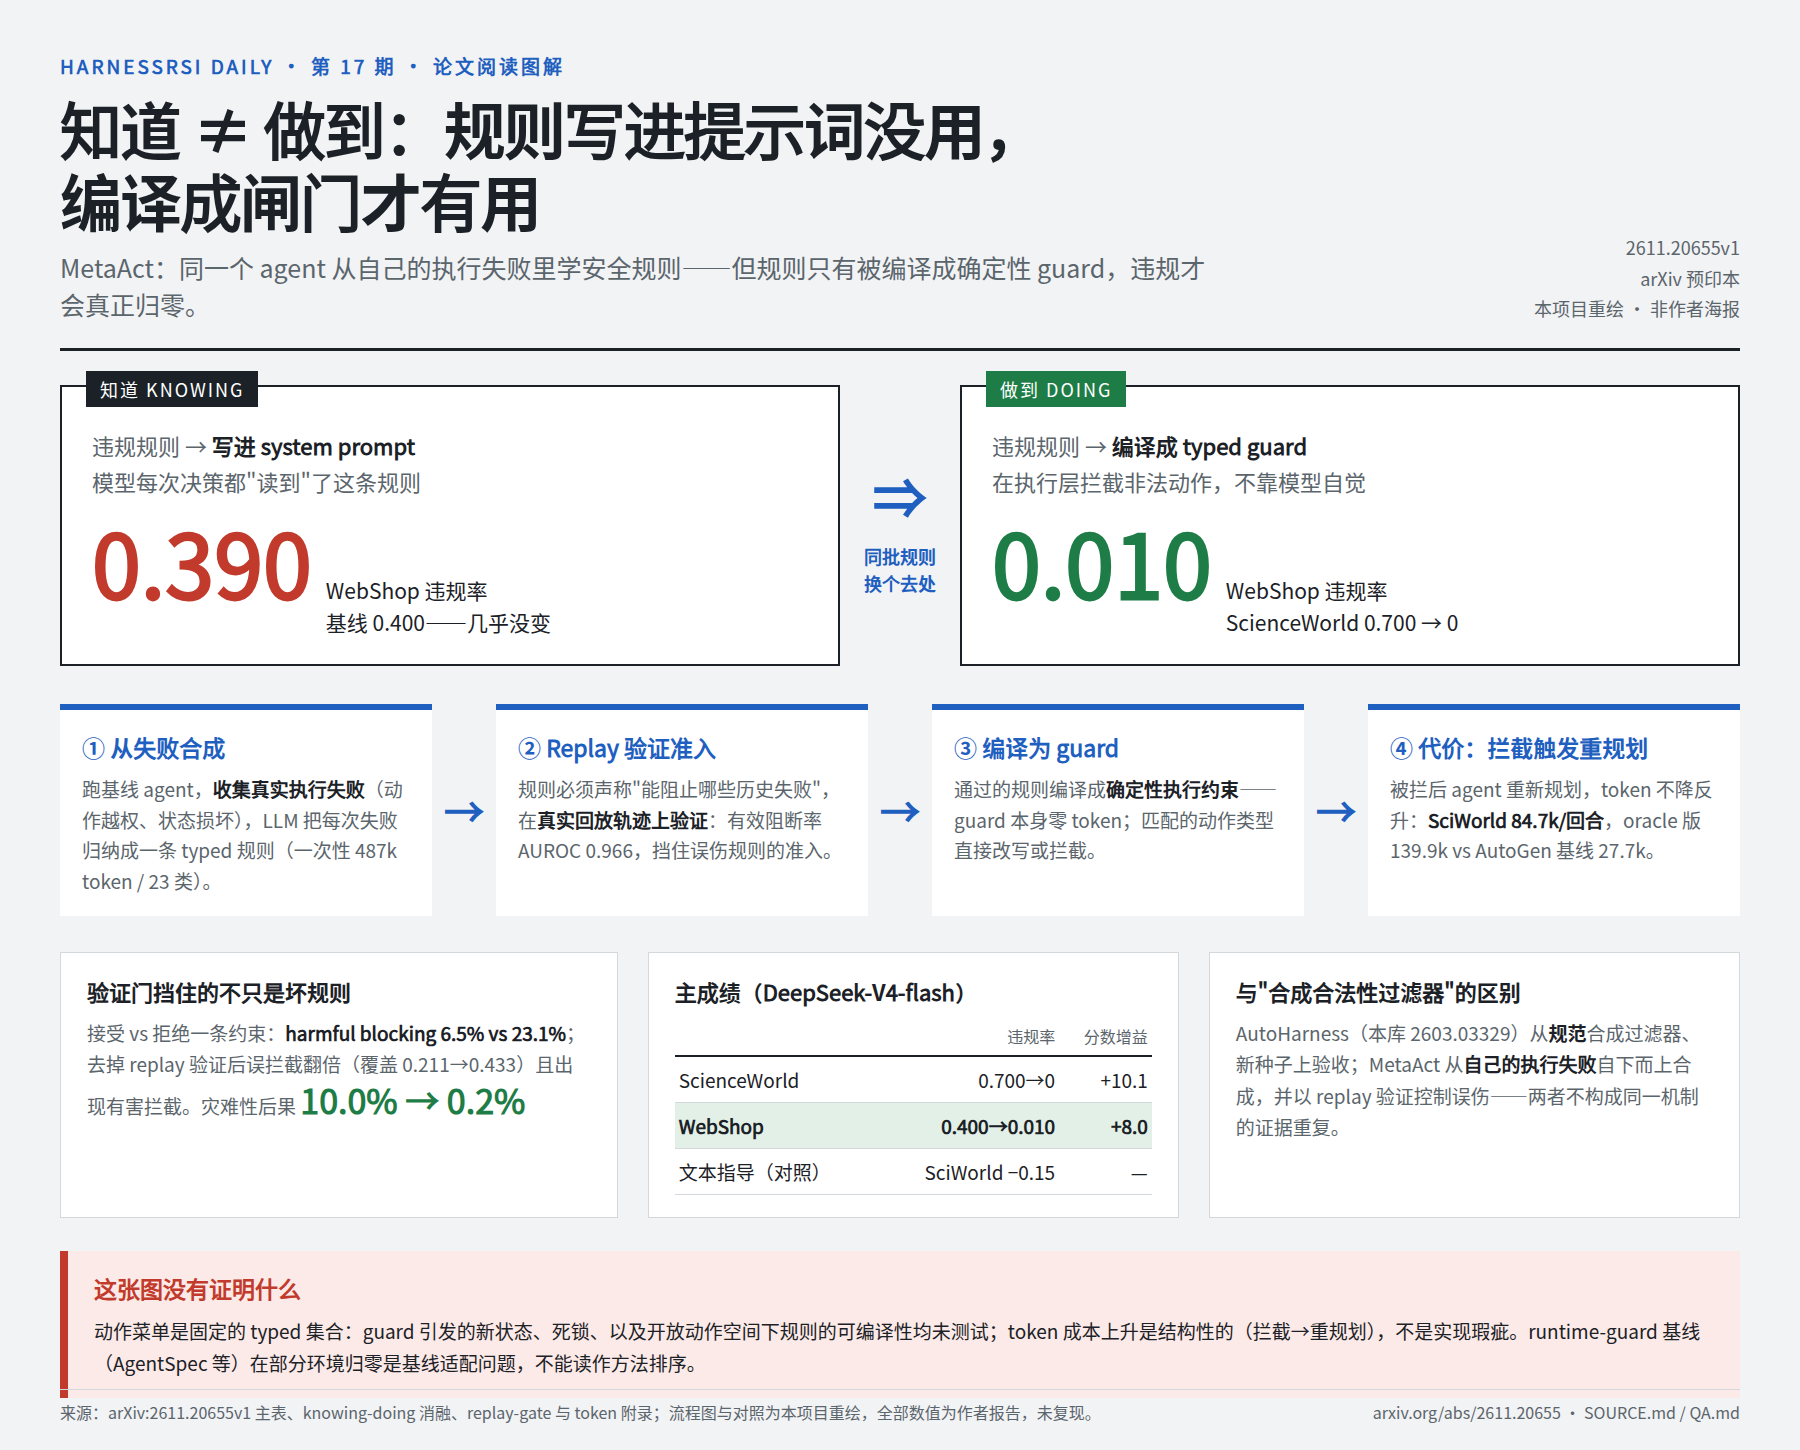 HARNESSRSI DAILY · 第 17 期 · 论文阅读图解
知道 ≠ 做到：规则写进提示词没用，
编译成闸门才有用
MetaAct：同一个 agent 从自己的执行失败里学安全规则——但规则只有被编译成确定性 guard，违规才
会真正归零。
2611.20655v1
arXiv 预印本
本项目重绘 · 非作者海报
知道 KNOWING
违规规则 → 写进 system prompt
模型每次决策都"读到"了这条规则
0.390
WebShop 违规率
基线 0.400——几乎没变
⇒
同批规则
换个去处
做到 DOING
违规规则 → 编译成 typed guard
在执行层拦截非法动作，不靠模型自觉
0.010
WebShop 违规率
ScienceWorld 0.700 → 0
① 从失败合成
跑基线 agent，收集真实执行失败（动
作越权、状态损坏），LLM 把每次失败
归纳成一条 typed 规则（一次性 487k
token / 23 类）。
→
② Replay 验证准入
规则必须声称"能阻止哪些历史失败"，
在真实回放轨迹上验证：有效阻断率
AUROC 0.966，挡住误伤规则的准入。
→
③ 编译为 guard
通过的规则编译成确定性执行约束——
guard 本身零 token；匹配的动作类型
直接改写或拦截。
→
④ 代价：拦截触发重规划
被拦后 agent 重新规划，token 不降反
升：SciWorld 84.7k/回合，oracle 版
139.9k vs AutoGen 基线 27.7k。
验证门挡住的不只是坏规则
接受 vs 拒绝一条约束：harmful blocking 6.5% vs 23.1%；
去掉 replay 验证后误拦截翻倍（覆盖 0.211→0.433）且出
现有害拦截。灾难性后果 10.0% → 0.2%
主成绩（DeepSeek-V4-flash）
违规率 分数增益
ScienceWorld 0.700→0 +10.1
WebShop 0.400→0.010 +8.0
文本指导（对照） SciWorld −0.15 —
与"合成合法性过滤器"的区别
AutoHarness（本库 2603.03329）从规范合成过滤器、
新种子上验收；MetaAct 从自己的执行失败自下而上合
成，并以 replay 验证控制误伤——两者不构成同一机制
的证据重复。
这张图没有证明什么
动作菜单是固定的 typed 集合：guard 引发的新状态、死锁、以及开放动作空间下规则的可编译性均未测试；token 成本上升是结构性的（拦截→重规划），不是实现瑕疵。runtime-guard 基线
（AgentSpec 等）在部分环境归零是基线适配问题，不能读作方法排序。
来源：arXiv:2611.20655v1 主表、knowing-doing 消融、replay-gate 与 token 附录；流程图与对照为本项目重绘，全部数值为作者报告，未复现。
arxiv.org/abs/2611.20655 · SOURCE.md / QA.md